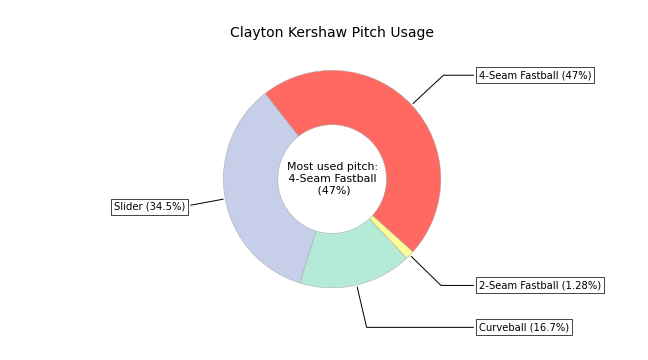 Clayton Kershaw Pitch Usage
4-Seam Fastball (47%)
Most used pitch:
4-Seam Fastball
(47%)
Slider (34.5%)
2-Seam Fastball (1.28%)
Curveball (16.7%)